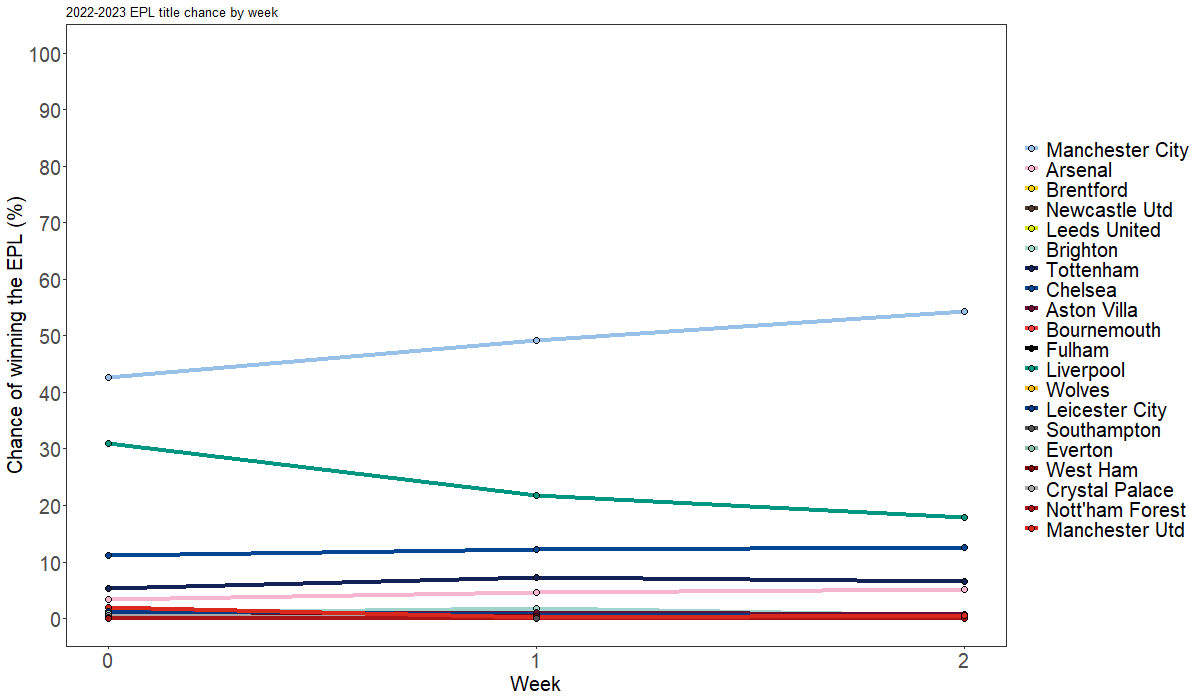 2022-2023 EPL title chance by week
100
90
80
70
60
50
40
30
20
10
0
Chance of winning the EPL (%)
0 1 2
Week
Manchester City
Arsenal
Brentford
Newcastle Utd
Leeds United
Brighton
Tottenham
Chelsea
Aston Villa
Bournemouth
Fulham
Liverpool
Wolves
Leicester City
Southampton
Everton
West Ham
Crystal Palace
Nott'ham Forest
Manchester Utd